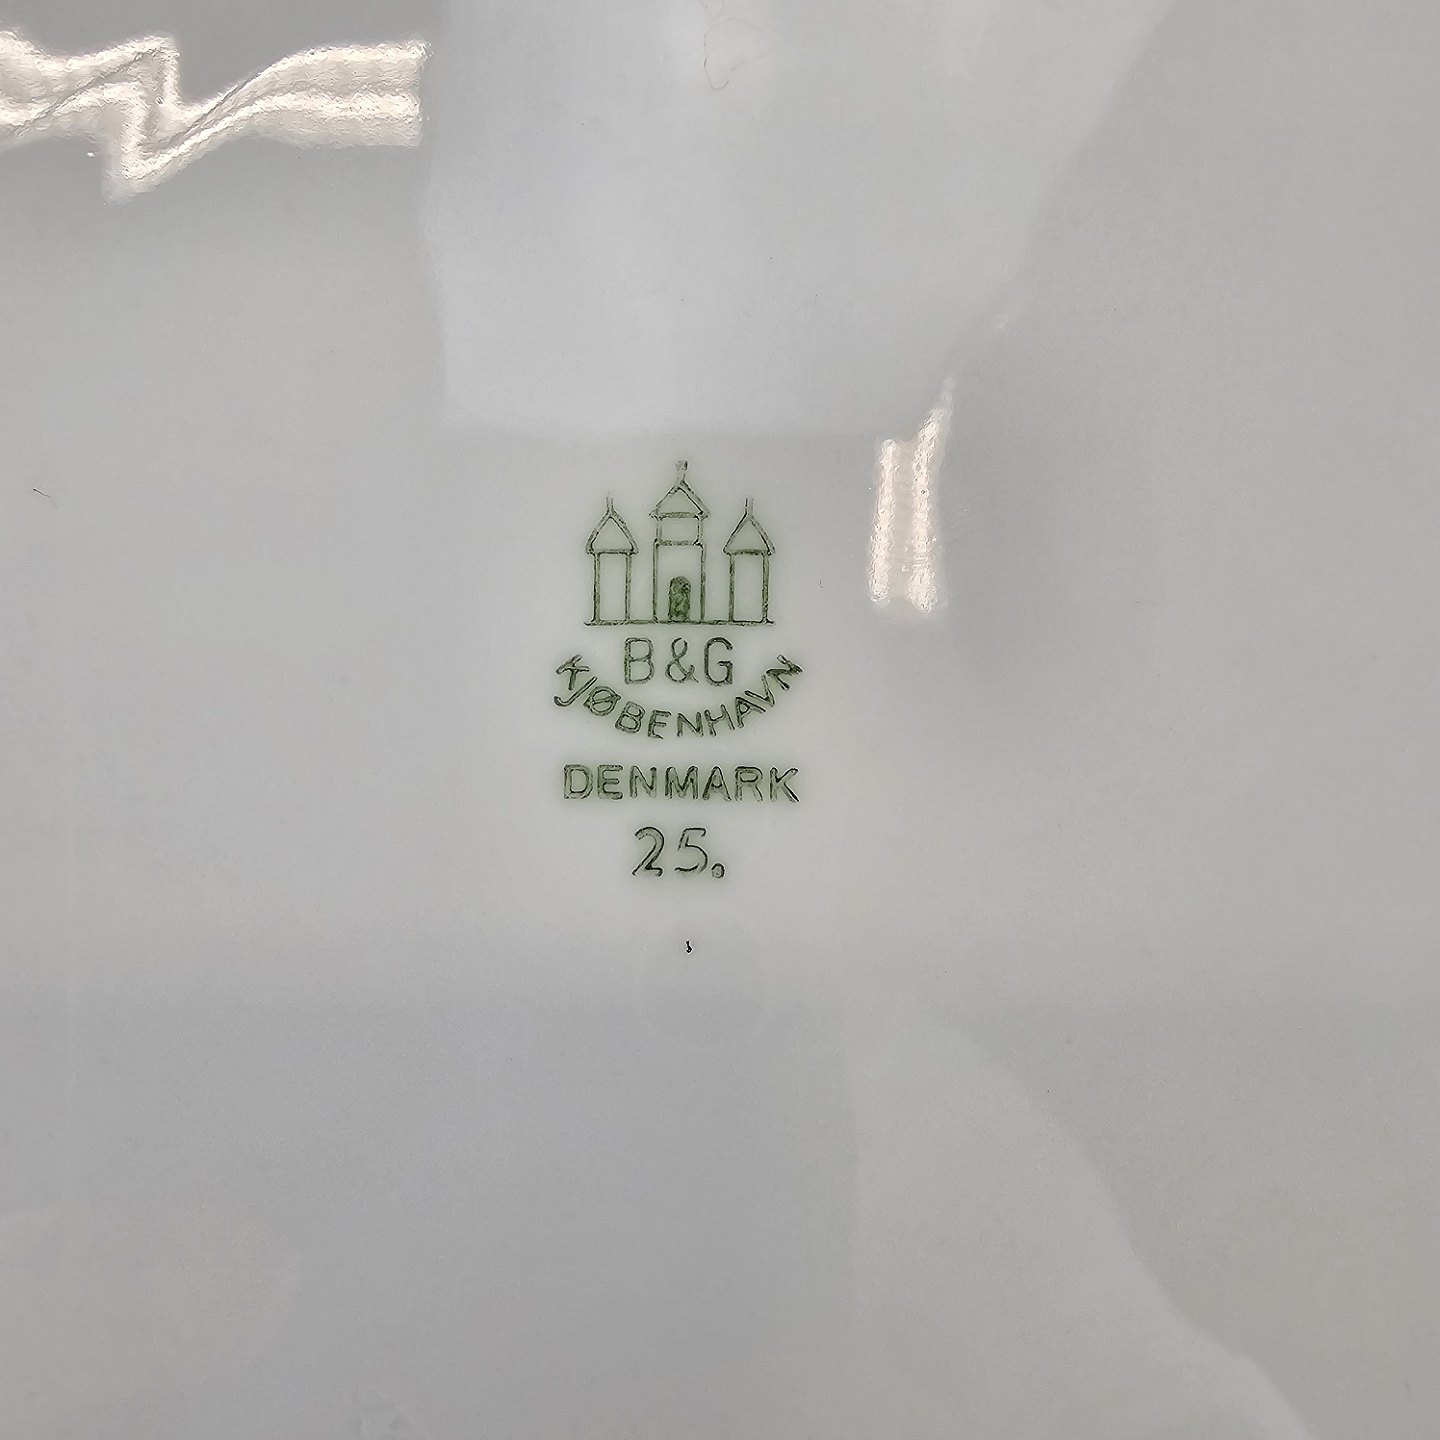 B&G
KJØBENHAVN
DENMARK
25.